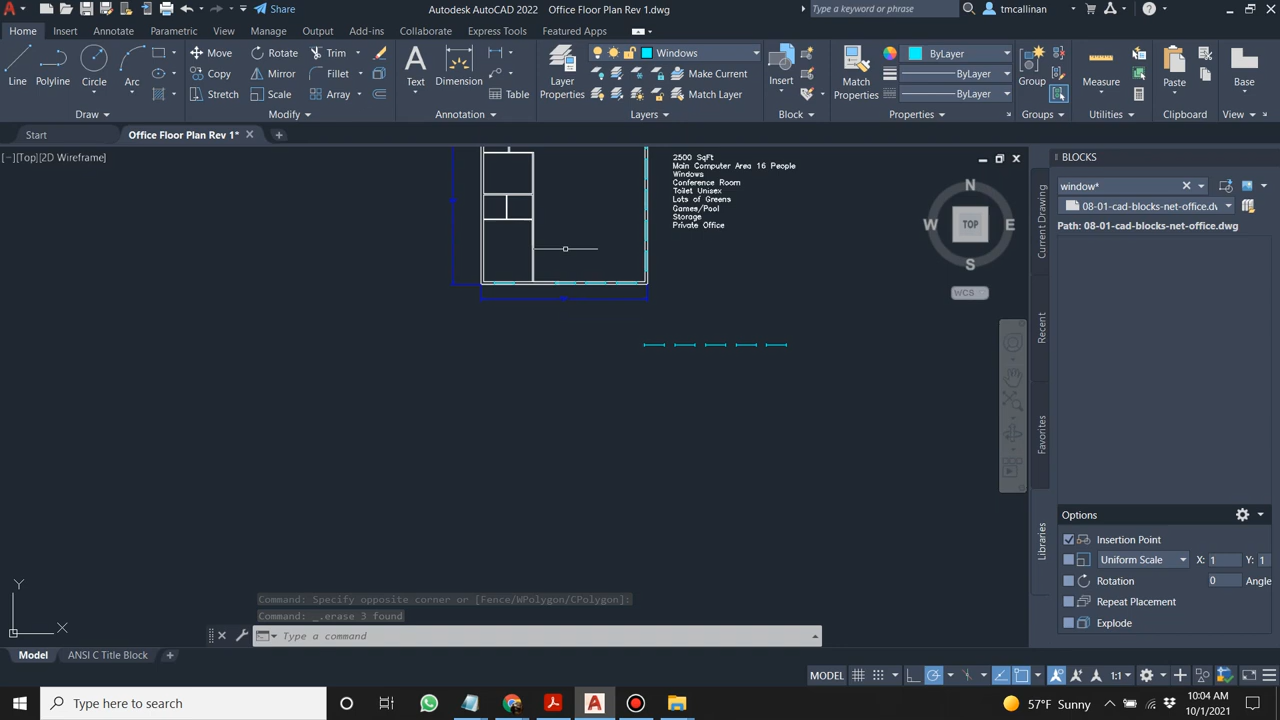 Share
Autodesk AutoCAD 2022 Office Floor Plan Rev 1.dwg
Type a keyword or phrase
tmcallinan
Home Insert Annotate Parametric View Manage Output Add-ins Collaborate Express Tools Featured Apps
Line Polyline Circle Arc
Move Rotate Trim
Copy Mirror Fillet
Stretch Scale Array
Text Dimension Table
Layer Properties
Windows
Make Current
Match Layer
Insert
Match Properties
ByLayer
ByLayer
ByLayer
Group Measure Paste Base
Draw Modify Annotation Layers Block Properties Groups Utilities Clipboard View
Start Office Floor Plan Rev 1*
[−][Top][2D Wireframe]
2500 SqFt
Main Computer Area 16 People
Windows
Conference Room
Toilet Unisex
Lots of Greens
Games/Pool
Storage
Private Office
N
W TOP E
S
WCS
BLOCKS
window*
08-01-cad-blocks-net-office.dv
Path: 08-01-cad-blocks-net-office.dwg
Current Drawing
Recent
Favorites
Libraries
Options
Insertion Point
Uniform Scale X: 1 Y: 1
Rotation 0 Angle
Repeat Placement
Explode
Y
X
Command: Specify opposite corner or [Fence/WPolygon/CPolygon]:
Command: _.erase 3 found
Type a command
Model ANSI C Title Block
MODEL 1:1
Type here to search
57°F Sunny
10:04 AM
10/1/2021